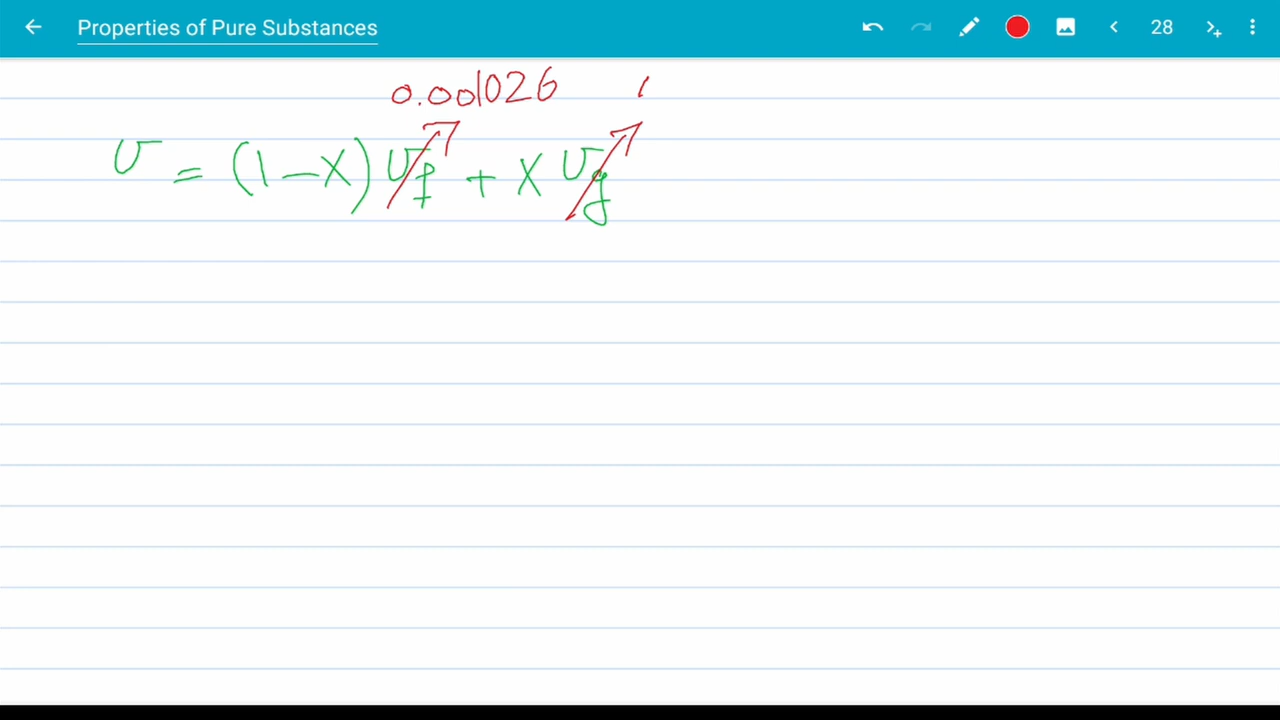 Properties of Pure Substances
28
0.001026
v = (1-x) vf + x vg